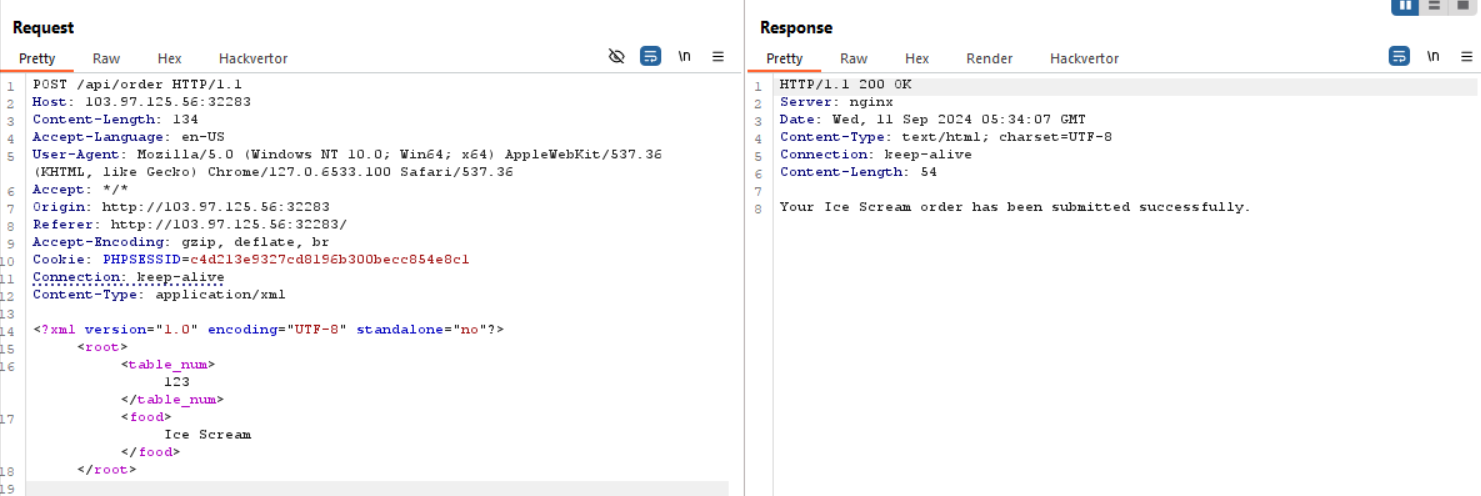 Request
Pretty Raw Hex Hackvertor \n
1 POST /api/order HTTP/1.1
2 Host: 103.97.125.56:32283
3 Content-Length: 134
4 Accept-Language: en-US
5 User-Agent: Mozilla/5.0 (Windows NT 10.0; Win64; x64) AppleWebKit/537.36
(KHTML, like Gecko) Chrome/127.0.6533.100 Safari/537.36
6 Accept: */*
7 Origin: http://103.97.125.56:32283
8 Referer: http://103.97.125.56:32283/
9 Accept-Encoding: gzip, deflate, br
10 Cookie: PHPSESSID=c4d213e9327cd8196b300becc854e8c1
11 Connection: keep-alive
12 Content-Type: application/xml
13
14 <?xml version="1.0" encoding="UTF-8" standalone="no"?>
15 <root>
16 <table_num>
123
</table_num>
17 <food>
Ice Scream
</food>
18 </root>
19
Response
Pretty Raw Hex Render Hackvertor \n
1 HTTP/1.1 200 OK
2 Server: nginx
3 Date: Wed, 11 Sep 2024 05:34:07 GMT
4 Content-Type: text/html; charset=UTF-8
5 Connection: keep-alive
6 Content-Length: 54
7
8 Your Ice Scream order has been submitted successfully.